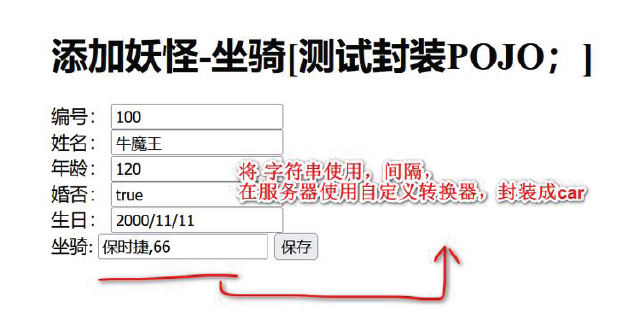 添加妖怪-坐骑[测试封装POJO；]
编号： 100
姓名： 牛魔王
年龄： 120
将 字符串使用，间隔，
婚否： true
在服务器使用自定义转换器，封装成car
生日： 2000/11/11
坐骑: 保时捷,66 保存